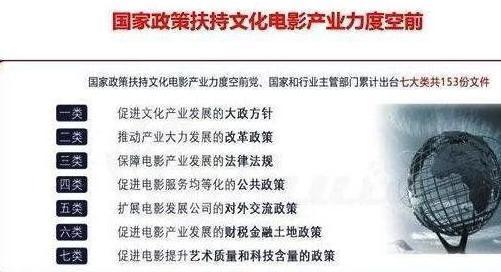 国家政策扶持文化电影产业力度空前
国家政策扶持文化电影产业力度空前党、国家和行业主管部门累计出台七大类共153份文件
一类 促进文化产业发展的大政方针
二类 推动产业大力发展的改革政策
三类 保障电影产业发展的法律法规
四类 促进电影服务均等化的公共政策
五类 扩展电影发展公司的对外交流政策
六类 促进电影产业发展的财税金融土地政策
七类 促进电影提升艺术质量和科技含量的政策